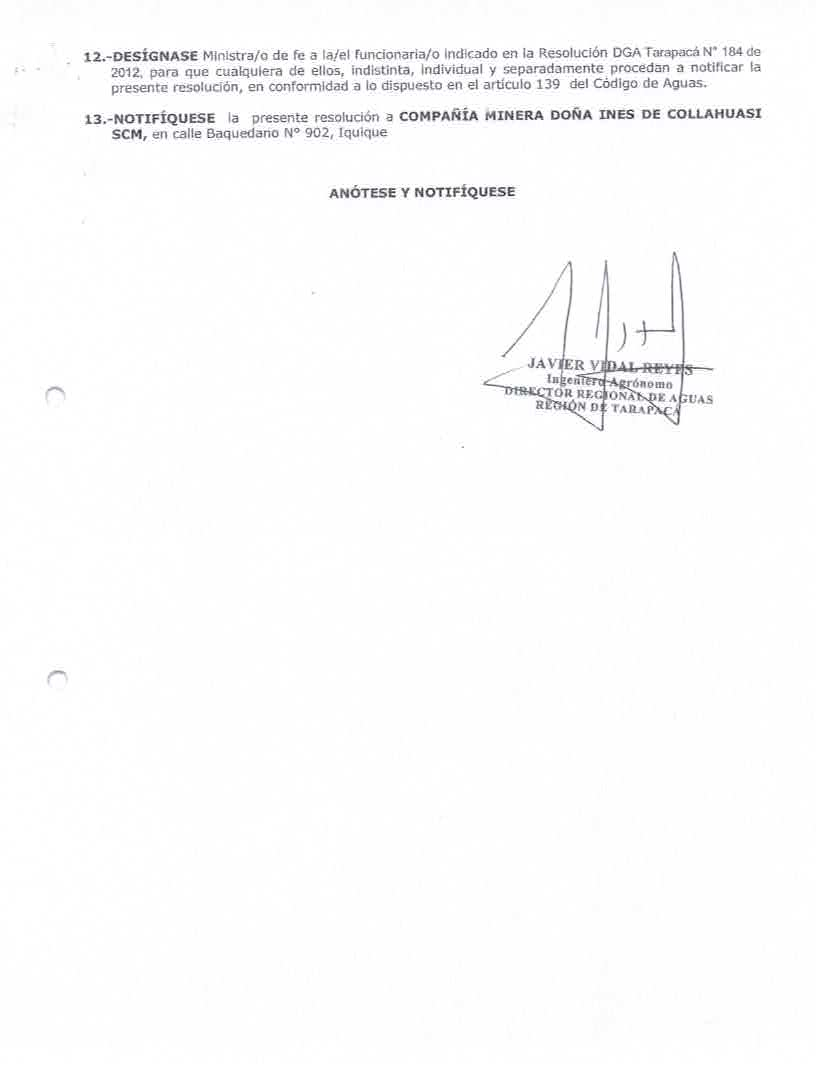 12.-DESÍGNASE Ministra/o de fe a la/el funcionaria/o indicado en la Resolución DGA Tarapacá N° 184 de
2012, para que cualquiera de ellos, indistinta, individual y separadamente procedan a notificar la
presente resolución, en conformidad a lo dispuesto en el artículo 139 del Código de Aguas.
13.-NOTIFÍQUESE la presente resolución a COMPAÑÍA MINERA DOÑA INES DE COLLAHUASI
SCM, en calle Baquedano N° 902, Iquique
ANÓTESE Y NOTIFÍQUESE
JAVIER VIDAL REYES
Ingeniero Agrónomo
DIRECTOR REGIONAL DE AGUAS
REGIÓN DE TARAPACÁ